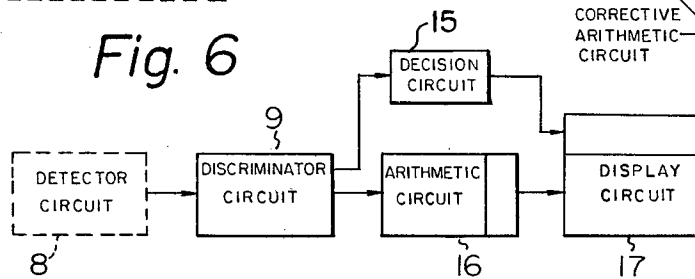 Fig. 6
CORRECTIVE
ARITHMETIC
CIRCUIT
15
DECISION
CIRCUIT
9
DETECTOR
CIRCUIT
8
DISCRIMINATOR
CIRCUIT
ARITHMETIC
CIRCUIT
16
DISPLAY
CIRCUIT
17